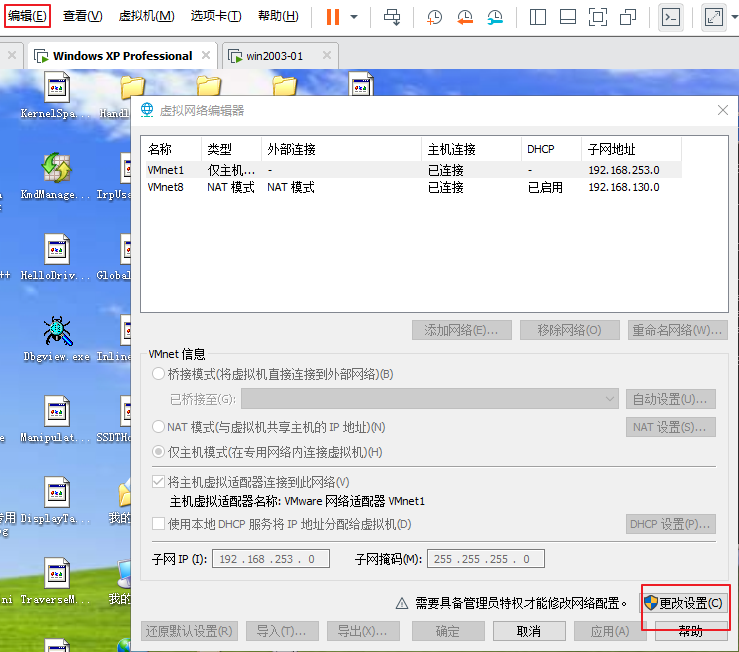 编辑(E) 查看(V) 虚拟机(M) 选项卡(T) 帮助(H)
Windows XP Professional win2003-01
KernelSpa... Handl
虚拟网络编辑器
名称 类型 外部连接 主机连接 DHCP 子网地址
VMnet1 仅主机... - 已连接 - 192.168.253.0
VMnet8 NAT 模式 NAT 模式 已连接 已启用 192.168.130.0
KmdManage... IrpUsa
++ HelloDriv... Global
添加网络(E)... 移除网络(O) 重命名网络(W)...
Dbgview.exe Inline
VMnet 信息
桥接模式(将虚拟机直接连接到外部网络)(B)
已桥接至(G): 自动设置(U)...
NAT 模式(与虚拟机共享主机的 IP 地址)(N) NAT 设置(S)...
Manipulat... SSDTHo
仅主机模式(在专用网络内连接虚拟机)(H)
将主机虚拟适配器连接到此网络(V)
主机虚拟适配器名称: VMware 网络适配器 VMnet1
使用本地 DHCP 服务将 IP 地址分配给虚拟机(D) DHCP 设置(P)...
专用 DisplayTa... 我的
子网 IP (I): 192 .168 .253 . 0 子网掩码(M): 255 .255 .255 . 0
ni TraverseM... 我的
需要具备管理员特权才能修改网络配置。 更改设置(C)
还原默认设置(R) 导入(T)... 导出(X)... 确定 取消 应用(A) 帮助